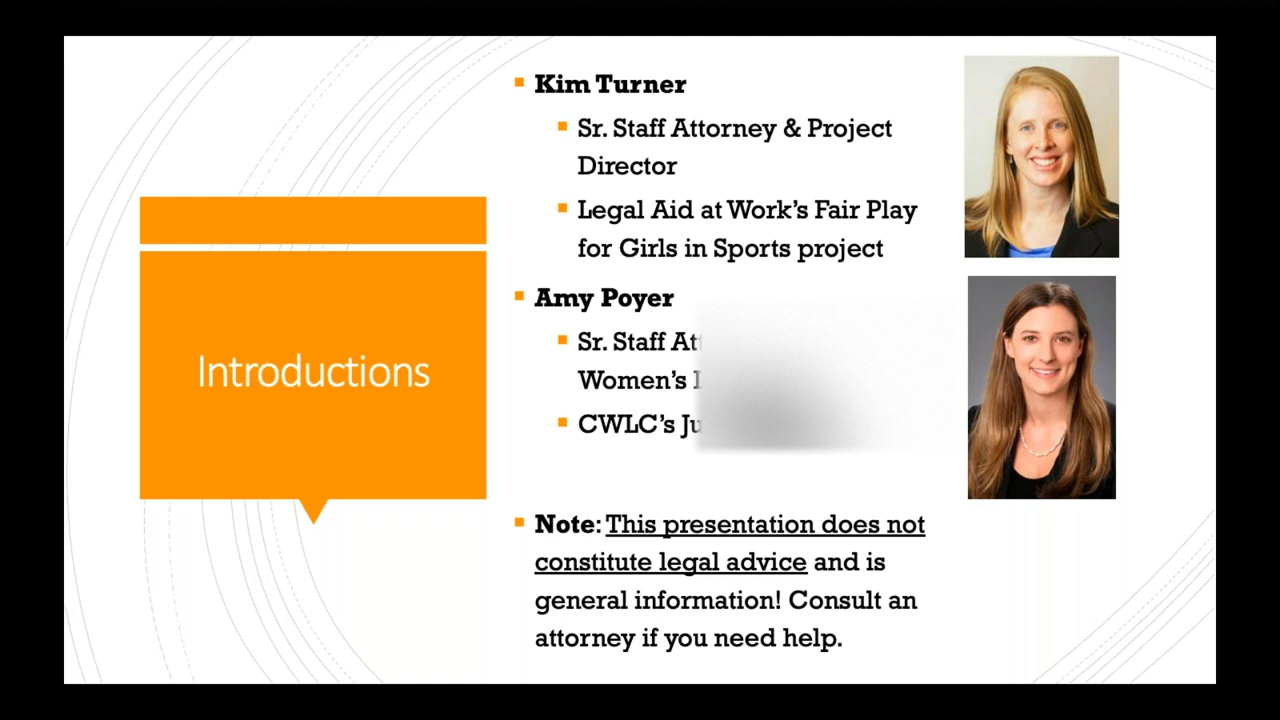 Introductions
Kim Turner
Sr. Staff Attorney & Project
Director
Legal Aid at Work's Fair Play
for Girls in Sports project
Amy Poyer
Sr. Staff
Women's
CWLC's
Note: This presentation does not
constitute legal advice and is
general information! Consult an
attorney if you need help.